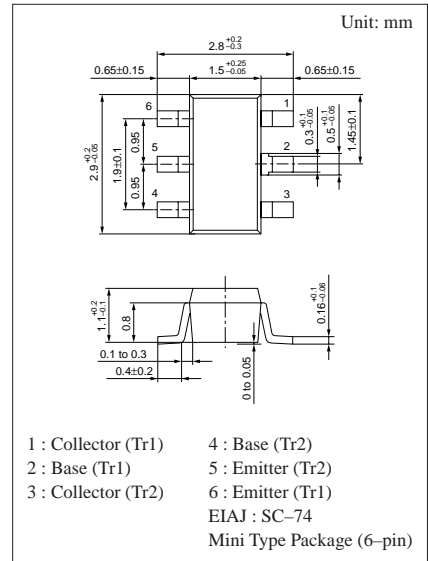 Unit: mm
2.8 +0.2 −0.3
0.65±0.15 1.5 +0.25 −0.05 0.65±0.15
6 1
5 2
4 3
2.9 +0.2 −0.05
1.9±0.1
0.95
0.95
0.3 +0.1 −0.05
0.5 +0.1 −0.05
1.45±0.1
1.1 +0.2 −0.1
0.8
0.16 +0.1 −0.06
0.1 to 0.3
0.4±0.2
0 to 0.05
1 : Collector (Tr1)
2 : Base (Tr1)
3 : Collector (Tr2)
4 : Base (Tr2)
5 : Emitter (Tr2)
6 : Emitter (Tr1)
EIAJ : SC–74
Mini Type Package (6–pin)